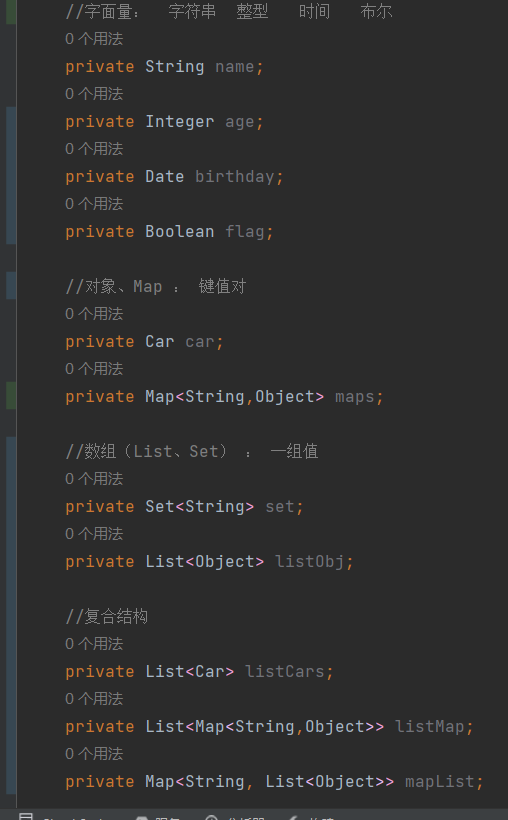 //字面量： 字符串 整型 时间 布尔
0 个用法
private String name;
0 个用法
private Integer age;
0 个用法
private Date birthday;
0 个用法
private Boolean flag;
//对象、Map ： 键值对
0 个用法
private Car car;
0 个用法
private Map<String,Object> maps;
//数组（List、Set） ： 一组值
0 个用法
private Set<String> set;
0 个用法
private List<Object> listObj;
//复合结构
0 个用法
private List<Car> listCars;
0 个用法
private List<Map<String,Object>> listMap;
0 个用法
private Map<String, List<Object>> mapList;